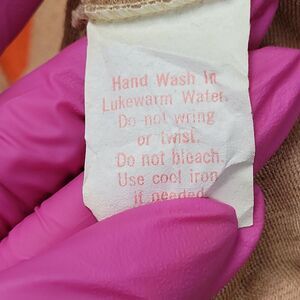 Hand Wash In
Lukewarm Water.
Do not wring
or twist.
Do not bleach.
Use cool iron
if needed